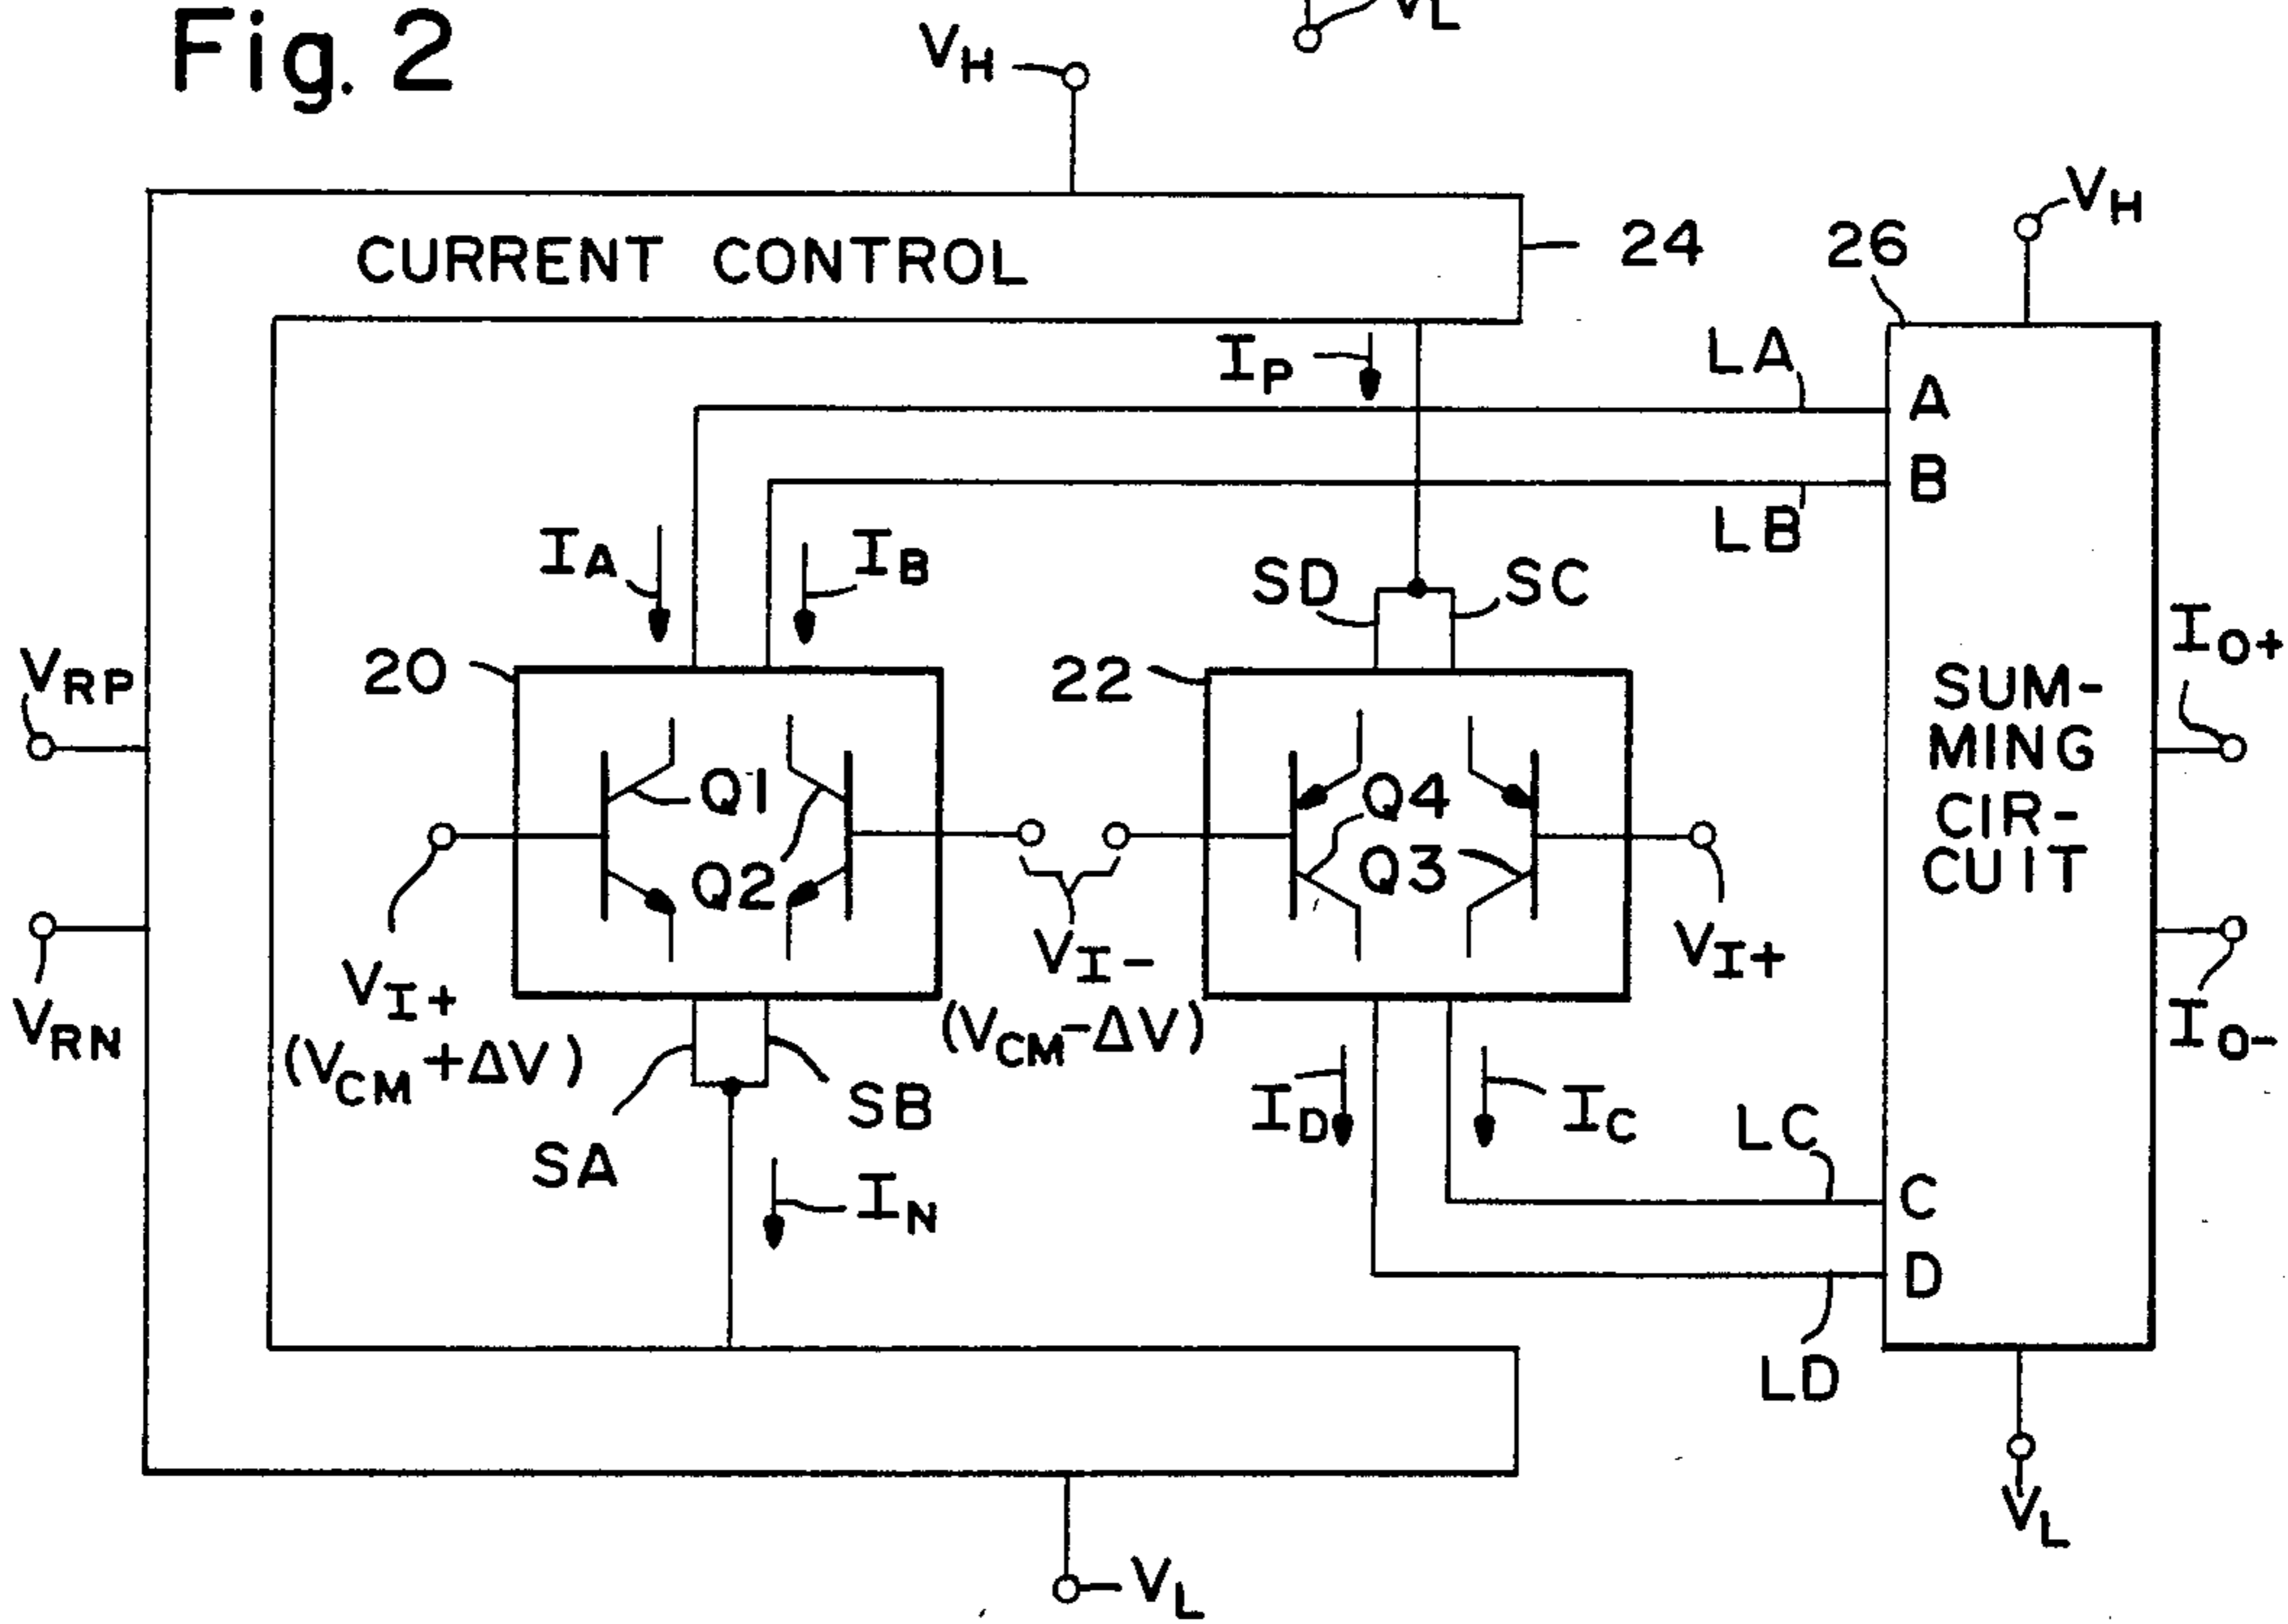 Fig. 2
VL
VH
VH
CURRENT CONTROL
24
26
IP
LA
A
B
LB
IA
IB
SD
SC
IO+
VRP
20
22
SUM-
MING
CIR-
CUIT
Q1
Q4
Q2
Q3
VRN
VI+
(VCM+ΔV)
VI-
(VCM-ΔV)
VI+
IO-
SA
SB
ID
IC
LC
IN
C
D
LD
VL
VL